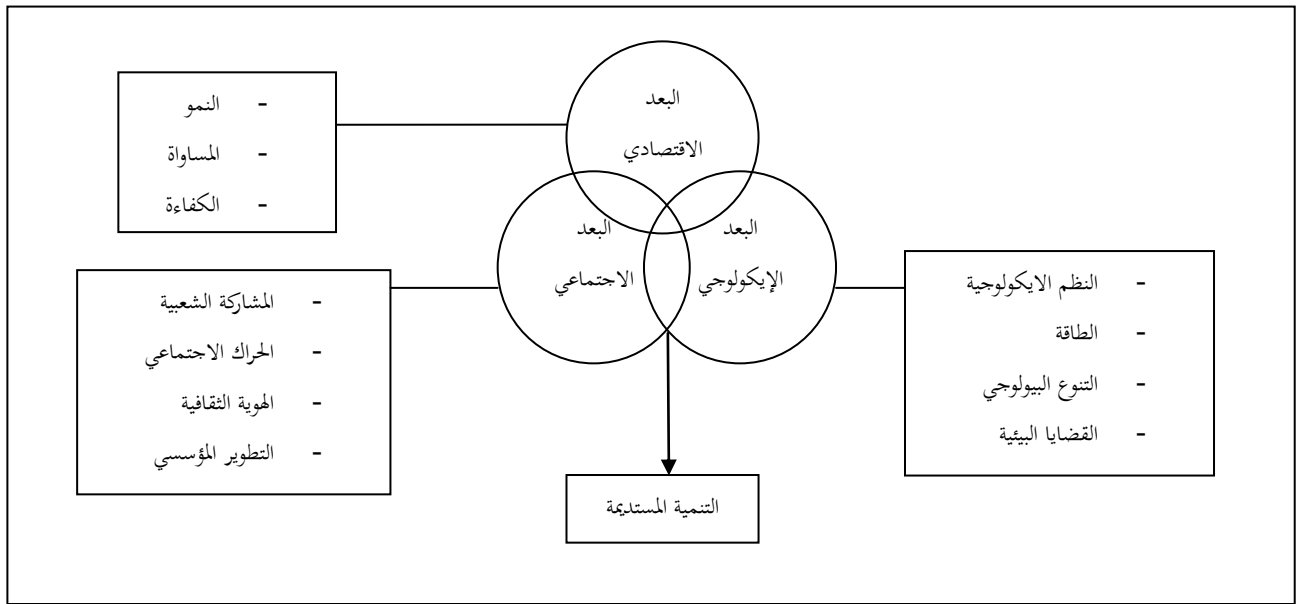 البعد
الاقتصادي
- النمو
- المساواة
- الكفاءة
البعد
الإيكولوجي
البعد
الاجتماعي
- النظم الايكولوجية
- الطاقة
- التنوع البيولوجي
- القضايا البيئية
- المشاركة الشعبية
- الحراك الاجتماعي
- الهوية الثقافية
- التطوير المؤسسي
التنمية المستديمة